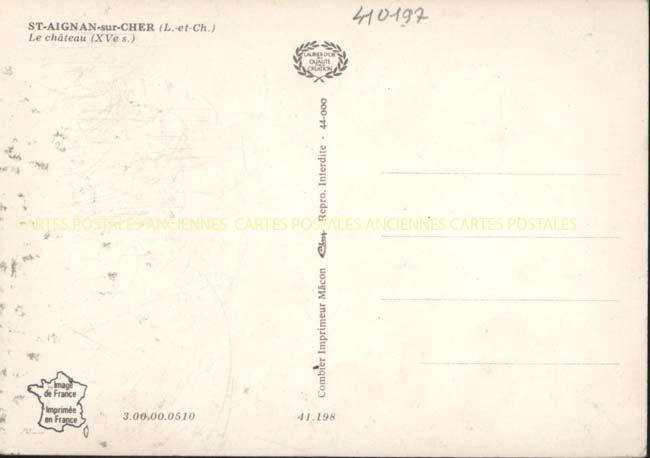 410197
ST-AIGNAN-sur-CHER (L.-et-Ch.)
Le château (XVe s.)
LAURIER D'OR
DE
QUALITÉ
CRÉATION
Combier Imprimeur Mâcon Cim Repro. Interdite - 44-000
CARTES POSTALES ANCIENNES CARTES POSTALES ANCIENNES CARTES POSTALES
Image
de France
Imprimée
en France
3.00.00.0510
41.198